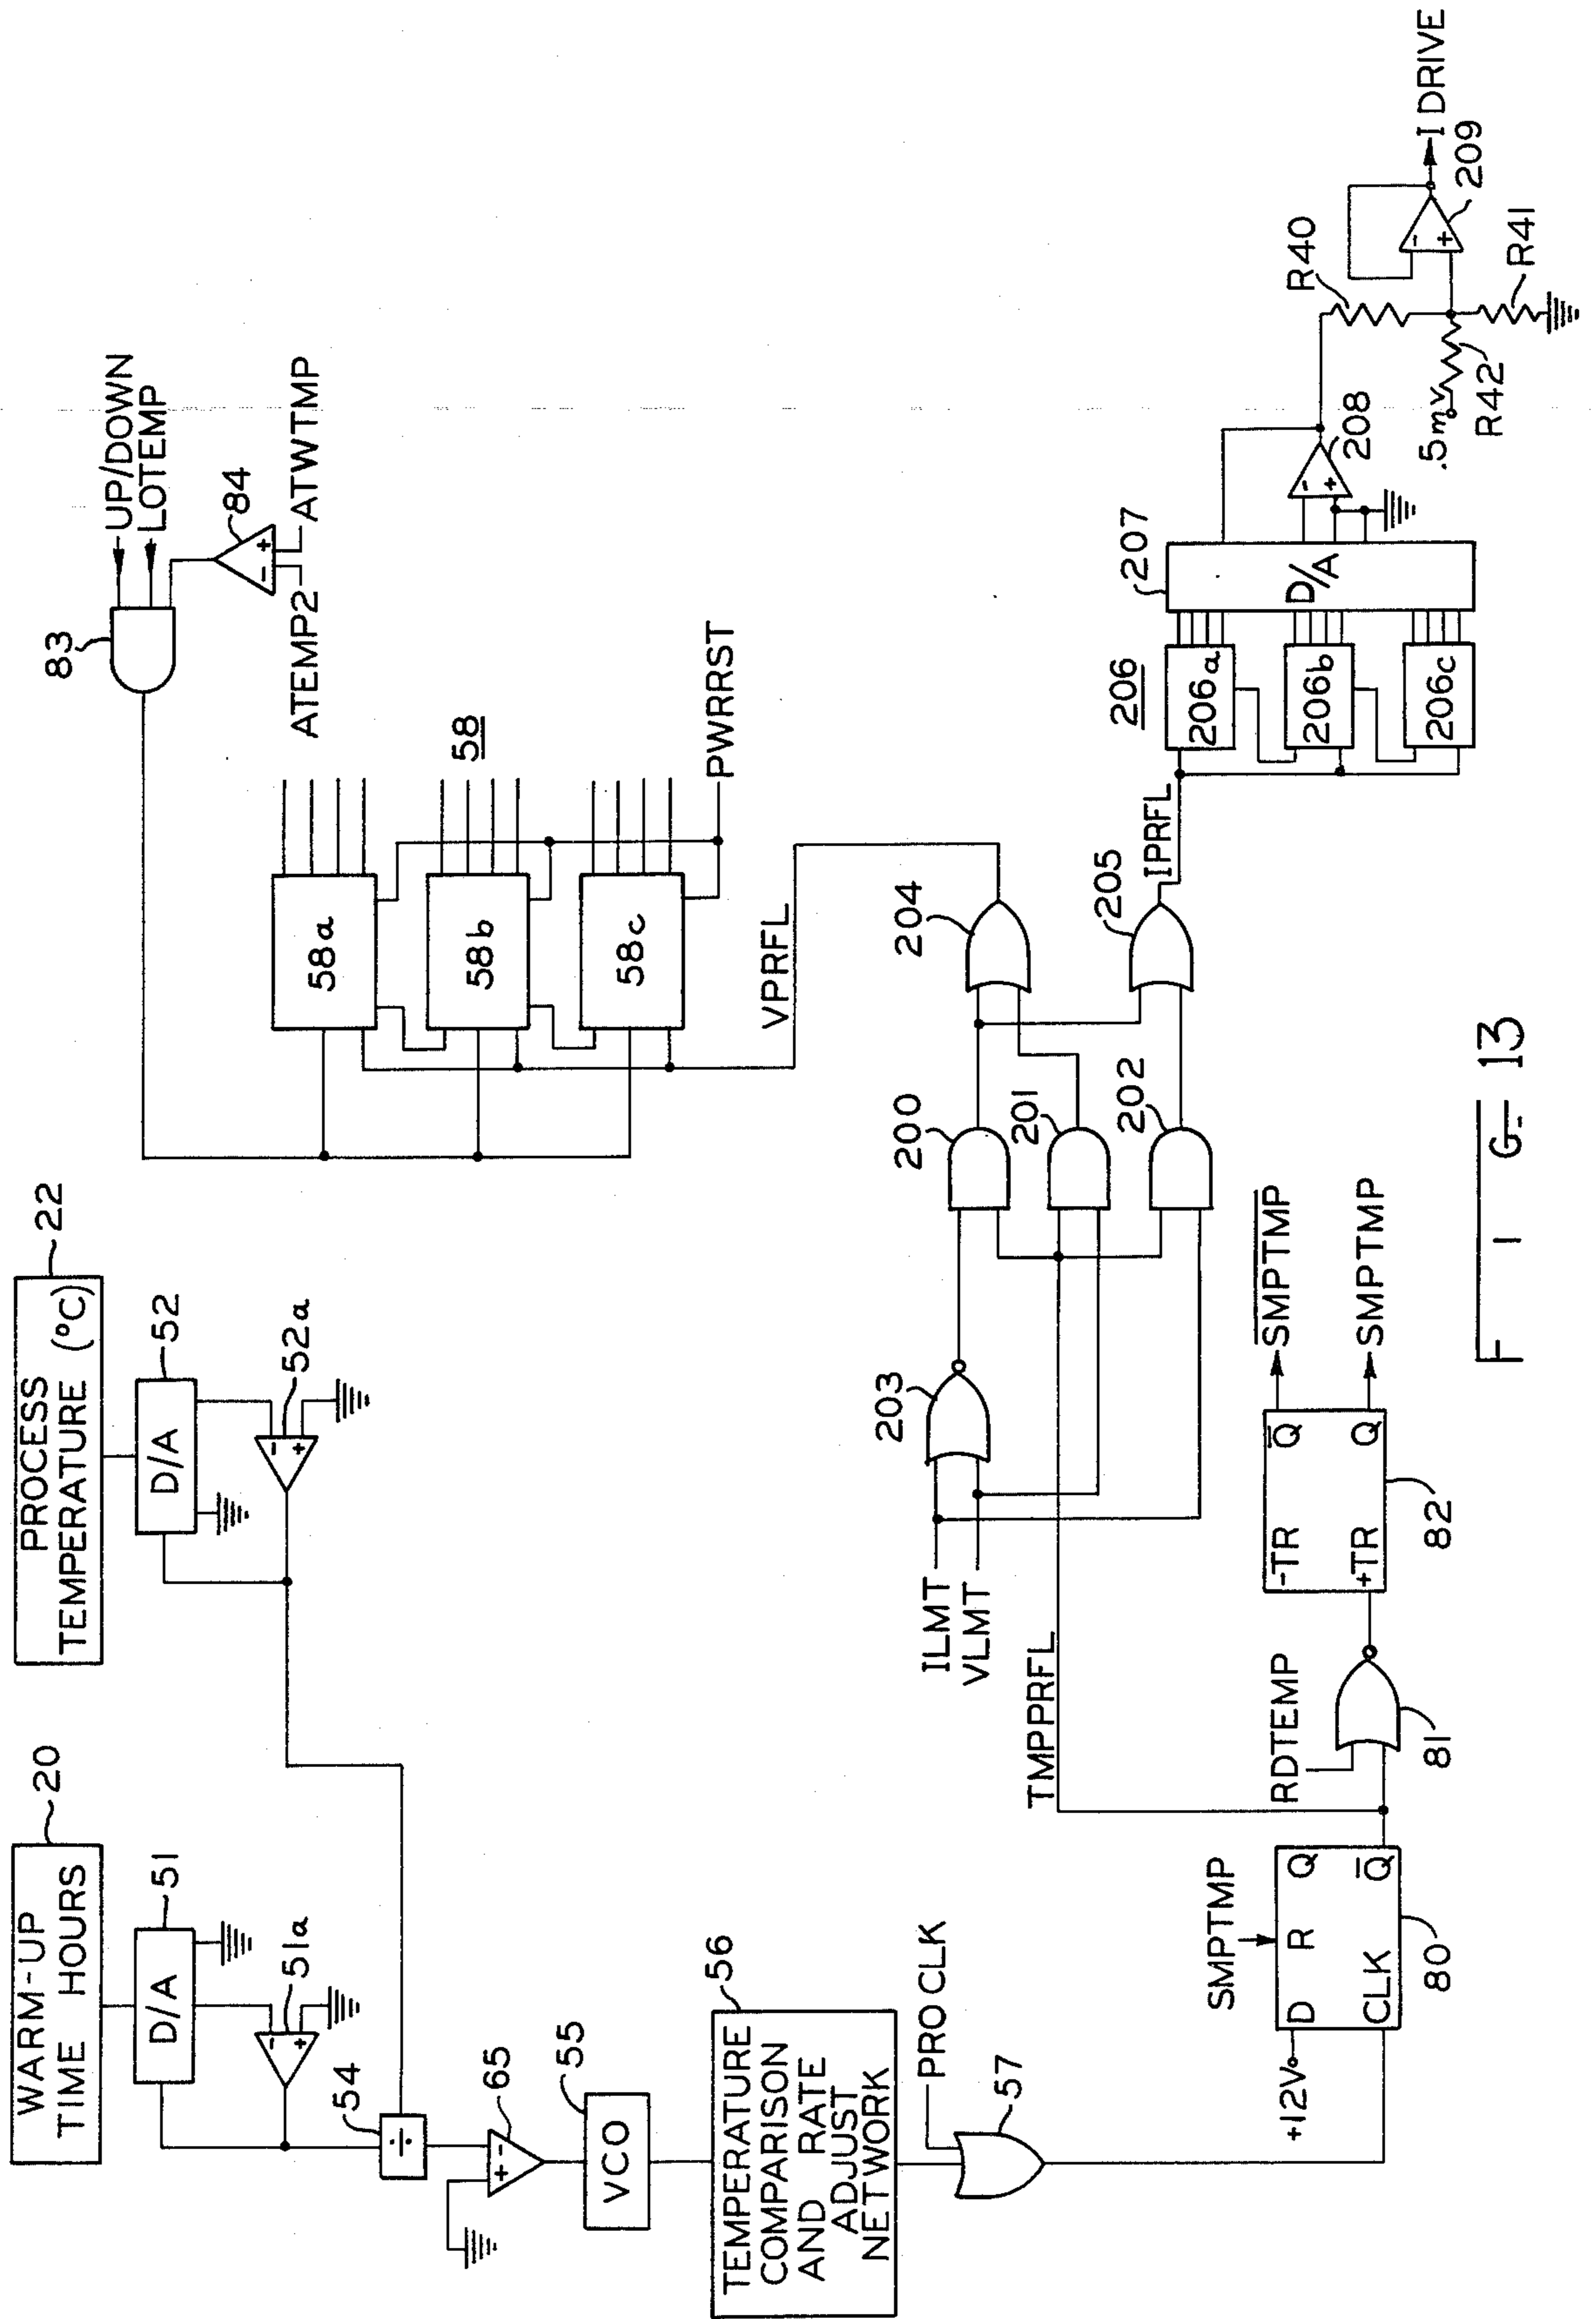 WARM-UP
TIME HOURS
20
D/A
51
51a
PROCESS
TEMPERATURE (°C)
22
D/A
52
52a
÷
54
+ -
65
VCO
55
TEMPERATURE
COMPARISON
AND RATE
ADJUST
NETWORK
56
PRO CLK
57
83
UP/DOWN
LOTEMP
84
- +
ATEMP2
ATWTMP
58
58a
58b
58c
PWRRST
VPRFL
ILMT
VLMT
TMPPRFL
203
200
201
202
204
205
IPRFL
206
206a
206b
206c
207
D/A
208
- +
R40
R41
R42
.5mv
209
- +
I DRIVE
SMPTMP
+12V
D R Q
CLK Q̅
80
RDTEMP
81
-TR Q̅
+TR Q
82
S̅M̅P̅T̅M̅P̅
SMPTMP
FIG. 13